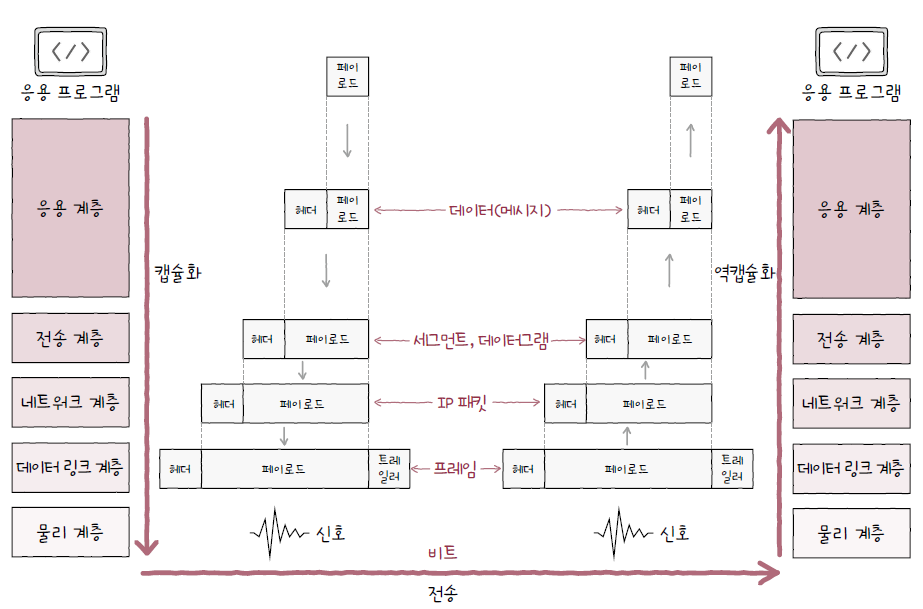 응용 프로그램
응용 프로그램
페이
로드
페이
로드
응용 계층
헤더
페이
로드
데이터(메시지)
헤더
페이
로드
응용 계층
캡슐화
역캡슐화
전송 계층
헤더
페이로드
세그먼트, 데이터그램
헤더
페이로드
전송 계층
네트워크 계층
헤더
페이로드
IP 패킷
헤더
페이로드
네트워크 계층
데이터 링크 계층
헤더
페이로드
트레
일러
프레임
헤더
페이로드
트레
일러
데이터 링크 계층
물리 계층
신호
신호
물리 계층
비트
전송